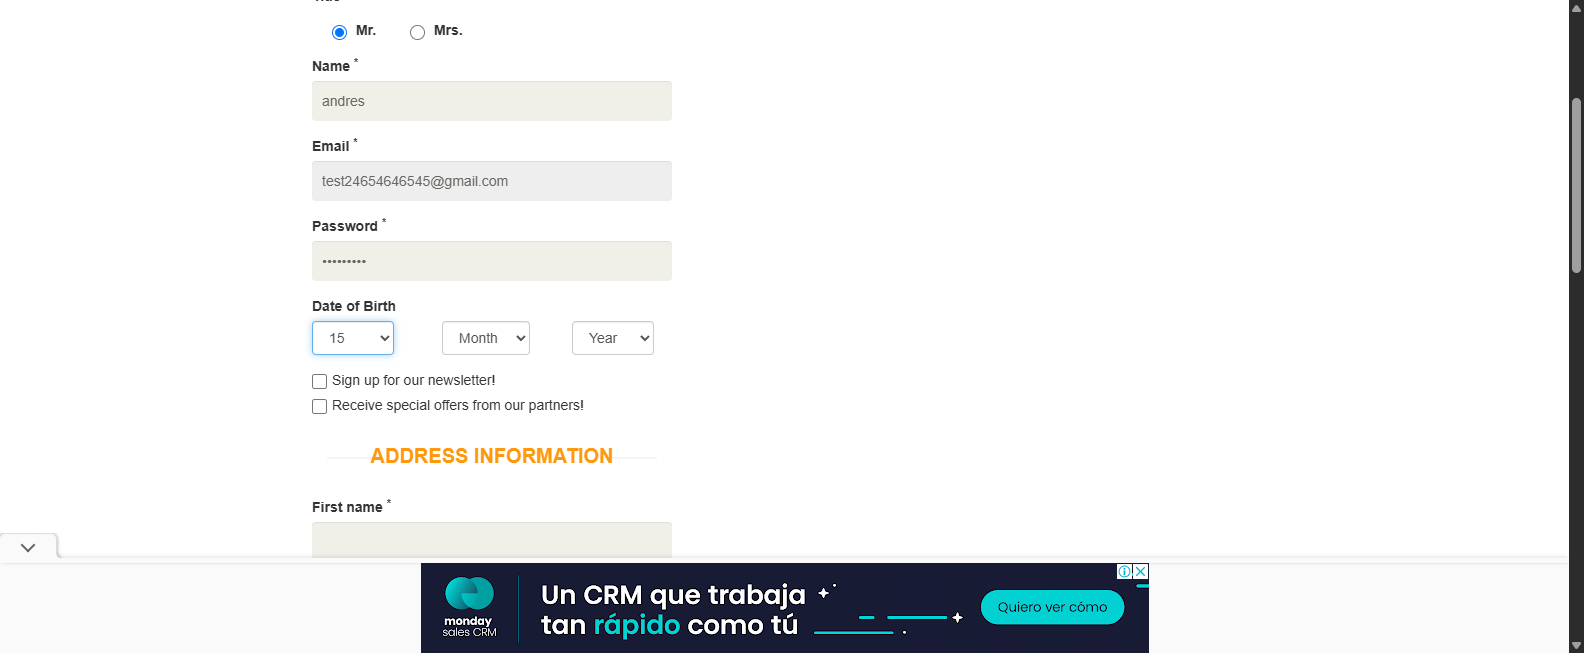 Mr. Mrs.
Name *
andres
Email *
test24654646545@gmail.com
Password *
•••••••••
Date of Birth
15 Month Year
Sign up for our newsletter!
Receive special offers from our partners!
ADDRESS INFORMATION
First name *
monday
sales CRM
Un CRM que trabaja
tan rápido como tú
Quiero ver cómo